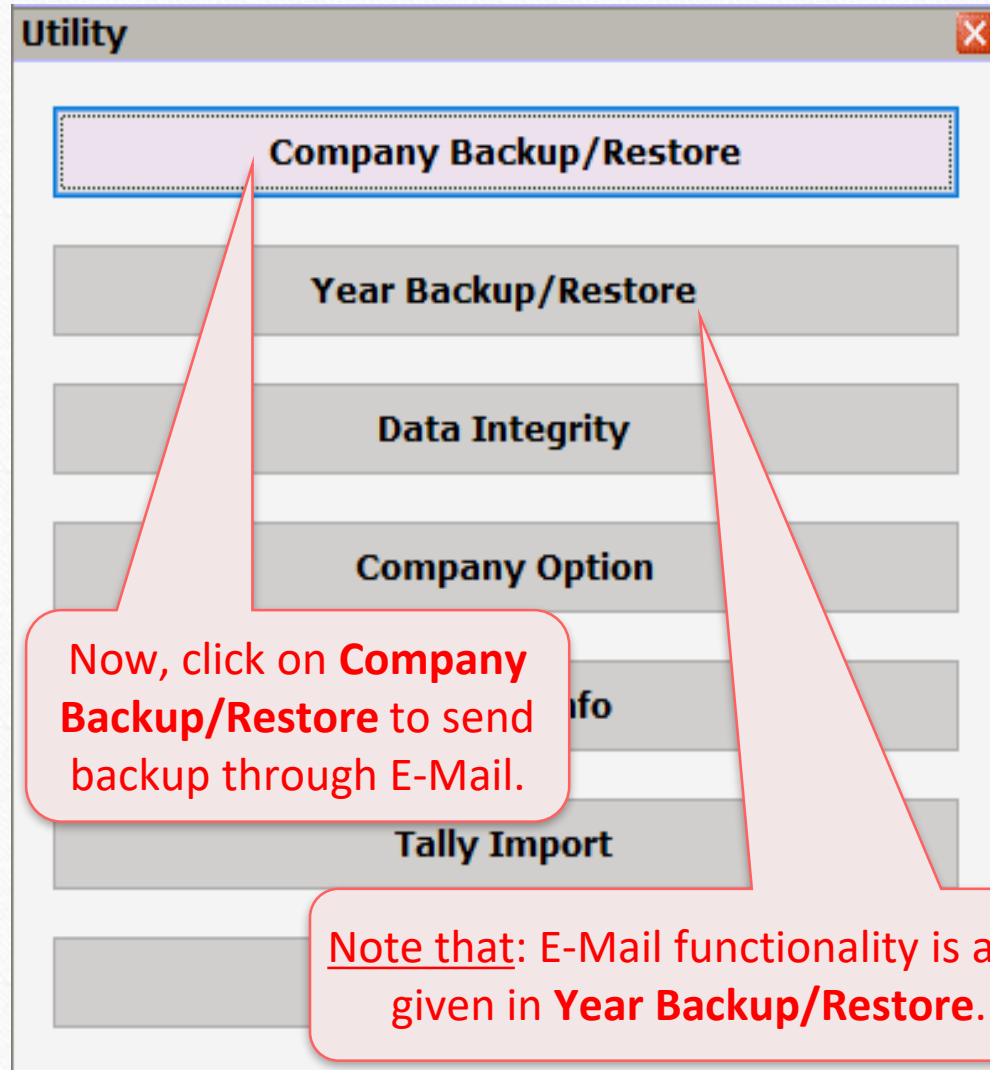 Utility
Company Backup/Restore
Year Backup/Restore
Data Integrity
Company Option
Now, click on Company
Backup/Restore to send
backup through E-Mail.
Tally Import
Note that: E-Mail functionality is
given in Year Backup/Restore.